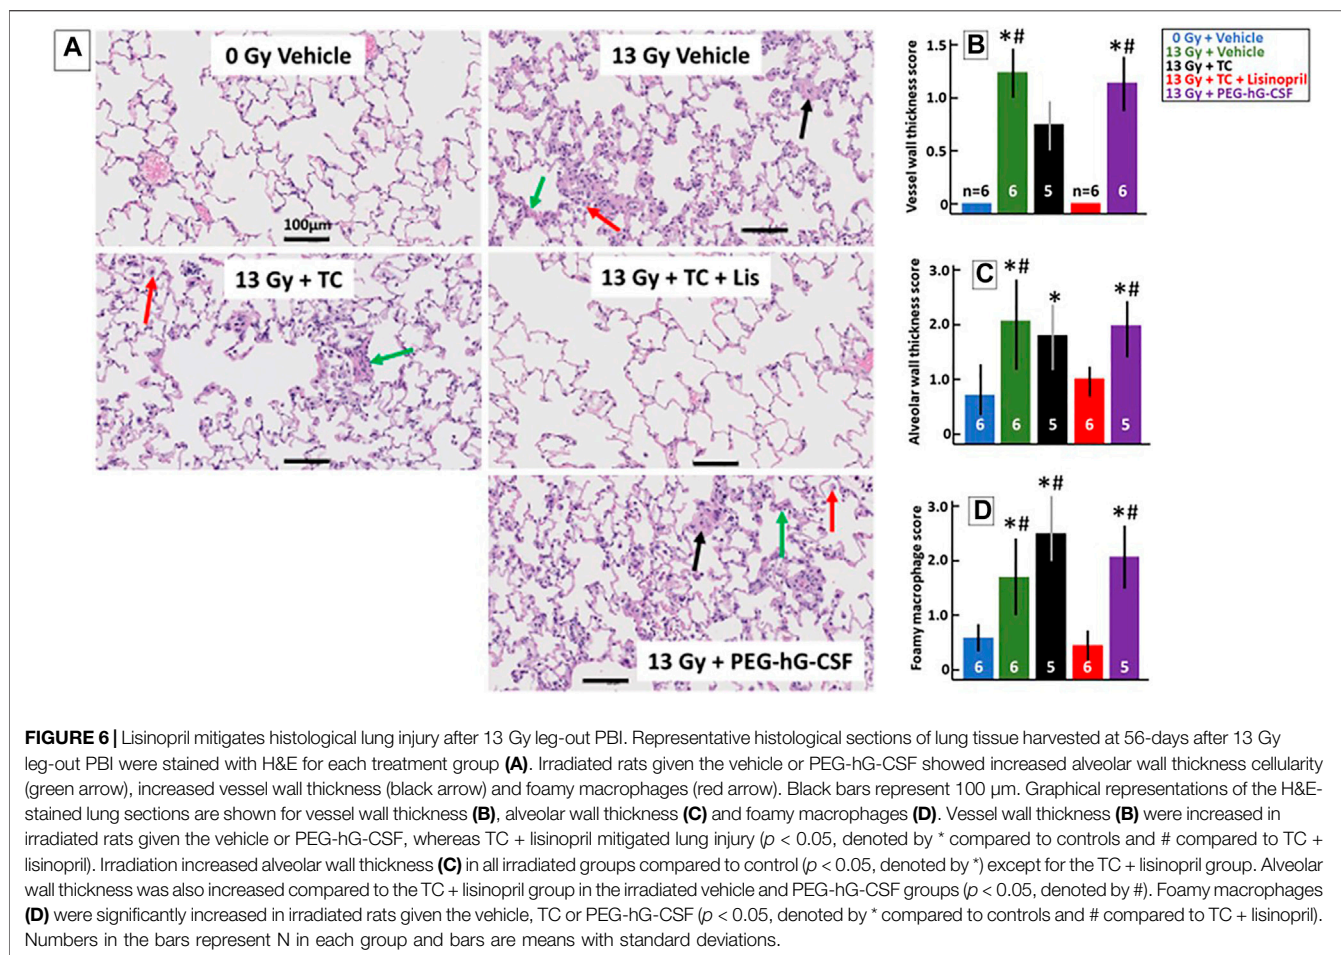 A
0 Gy Vehicle
100µm
13 Gy Vehicle
13 Gy + TC
13 Gy + TC + Lis
13 Gy + PEG-hG-CSF
B
Vessel wall thickness score
1.5
1.0
0.5
0
*#
*#
n=6
6
5
n=6
6
0 Gy + Vehicle
13 Gy + Vehicle
13 Gy + TC
13 Gy + TC + Lisinopril
13 Gy + PEG-hG-CSF
C
Alveolar wall thickness score
3.0
2.0
1.0
0
*#
*
*#
6
6
5
6
5
D
Foamy macrophage score
3.0
2.0
1.0
0
*#
*#
*#
6
6
5
6
5
FIGURE 6 | Lisinopril mitigates histological lung injury after 13 Gy leg-out PBI. Representative histological sections of lung tissue harvested at 56-days after 13 Gy
leg-out PBI were stained with H&E for each treatment group (A). Irradiated rats given the vehicle or PEG-hG-CSF showed increased alveolar wall thickness cellularity
(green arrow), increased vessel wall thickness (black arrow) and foamy macrophages (red arrow). Black bars represent 100 µm. Graphical representations of the H&E-
stained lung sections are shown for vessel wall thickness (B), alveolar wall thickness (C) and foamy macrophages (D). Vessel wall thickness (B) were increased in
irradiated rats given the vehicle or PEG-hG-CSF, whereas TC + lisinopril mitigated lung injury (p < 0.05, denoted by * compared to controls and # compared to TC +
lisinopril). Irradiation increased alveolar wall thickness (C) in all irradiated groups compared to control (p < 0.05, denoted by *) except for the TC + lisinopril group. Alveolar
wall thickness was also increased compared to the TC + lisinopril group in the irradiated vehicle and PEG-hG-CSF groups (p < 0.05, denoted by #). Foamy macrophages
(D) were significantly increased in irradiated rats given the vehicle, TC or PEG-hG-CSF (p < 0.05, denoted by * compared to controls and # compared to TC + lisinopril).
Numbers in the bars represent N in each group and bars are means with standard deviations.